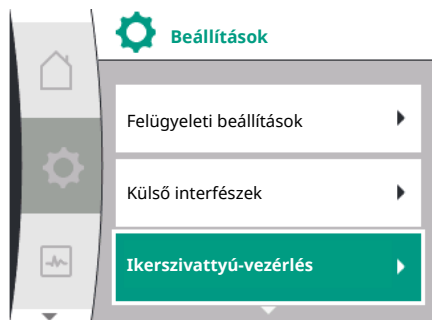 Beállítások
Felügyeleti beállítások
Külső interfészek
Ikerszivattyú-vezérlés